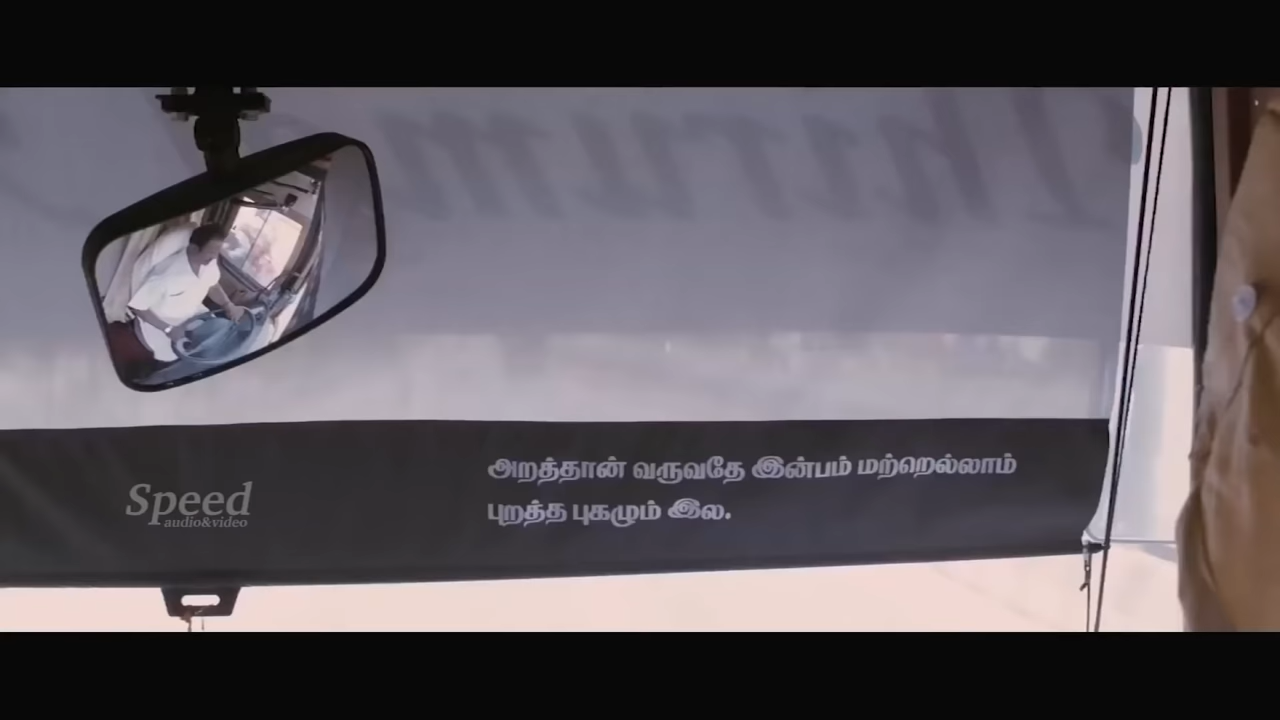 அறத்தான் வருவதே இன்பம் மற்றெல்லாம்
புறத்த புகழும் இல.
Speed
audio&video